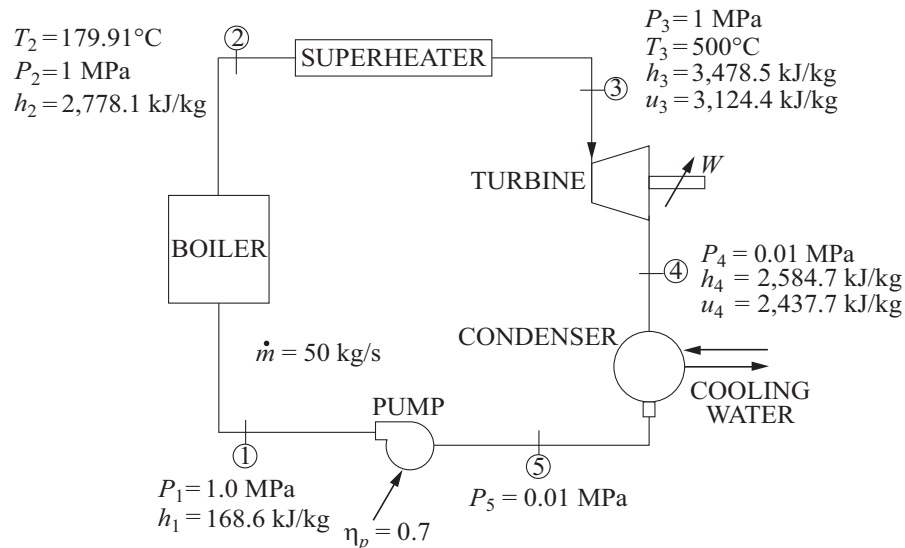 T₂ = 179.91°C
P₂ = 1 MPa
h₂ = 2,778.1 kJ/kg
2
SUPERHEATER
P₃ = 1 MPa
T₃ = 500°C
h₃ = 3,478.5 kJ/kg
u₃ = 3,124.4 kJ/kg
3
TURBINE
W
BOILER
4
P₄ = 0.01 MPa
h₄ = 2,584.7 kJ/kg
u₄ = 2,437.7 kJ/kg
CONDENSER
ṁ = 50 kg/s
COOLING
WATER
PUMP
1
5
P₁ = 1.0 MPa
h₁ = 168.6 kJ/kg
ηₚ = 0.7
P₅ = 0.01 MPa